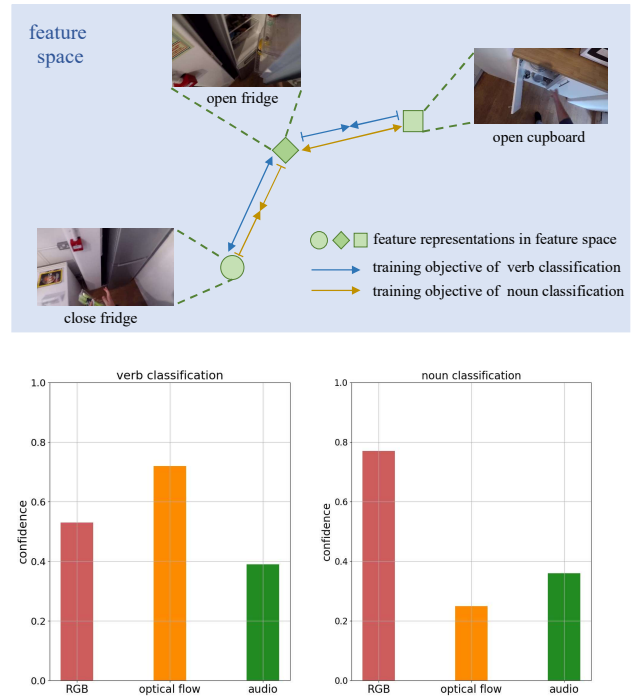 feature
space
open fridge
open cupboard
close fridge
feature representations in feature space
training objective of verb classification
training objective of noun classification
verb classification
1.0
0.8
0.6
0.4
0.2
0.0
confidence
RGB
optical flow
audio
noun classification
1.0
0.8
0.6
0.4
0.2
0.0
confidence
RGB
optical flow
audio